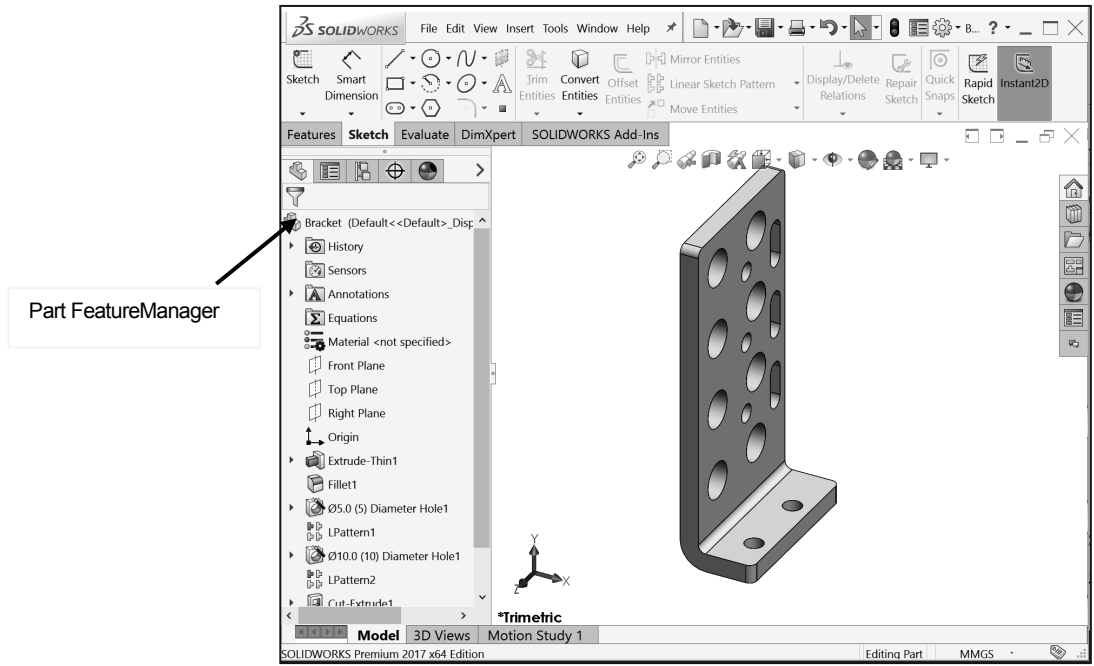 SOLIDWORKS File Edit View Insert Tools Window Help B... ?
Sketch Smart Dimension Trim Entities Convert Entities Offset Entities Mirror Entities Linear Sketch Pattern Move Entities Display/Delete Relations Repair Sketch Quick Snaps Rapid Sketch Instant2D
Features Sketch Evaluate DimXpert SOLIDWORKS Add-Ins
Bracket (Default<<Default>_Disp
History
Sensors
Annotations
Equations
Material <not specified>
Front Plane
Top Plane
Right Plane
Origin
Extrude-Thin1
Fillet1
Ø5.0 (5) Diameter Hole1
LPattern1
Ø10.0 (10) Diameter Hole1
LPattern2
Cut-Extrude1
Part FeatureManager
Y
X
Z
*Trimetric
Model 3D Views Motion Study 1
SOLIDWORKS Premium 2017 x64 Edition Editing Part MMGS